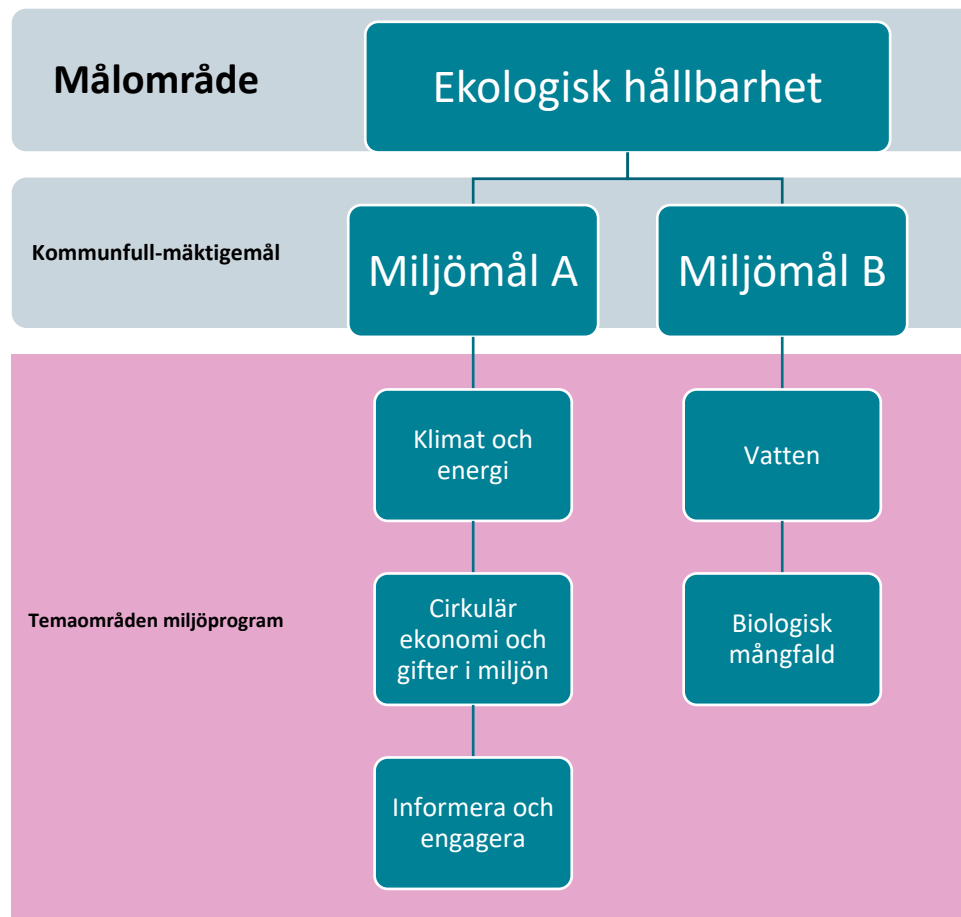 Målområde
Ekologisk hållbarhet
Kommunfull-mäktigemål
Miljömål A
Miljömål B
Temaområden miljöprogram
Klimat och
energi
Vatten
Cirkulär
ekonomi och
gifter i miljön
Biologisk
mångfald
Informera och
engagera